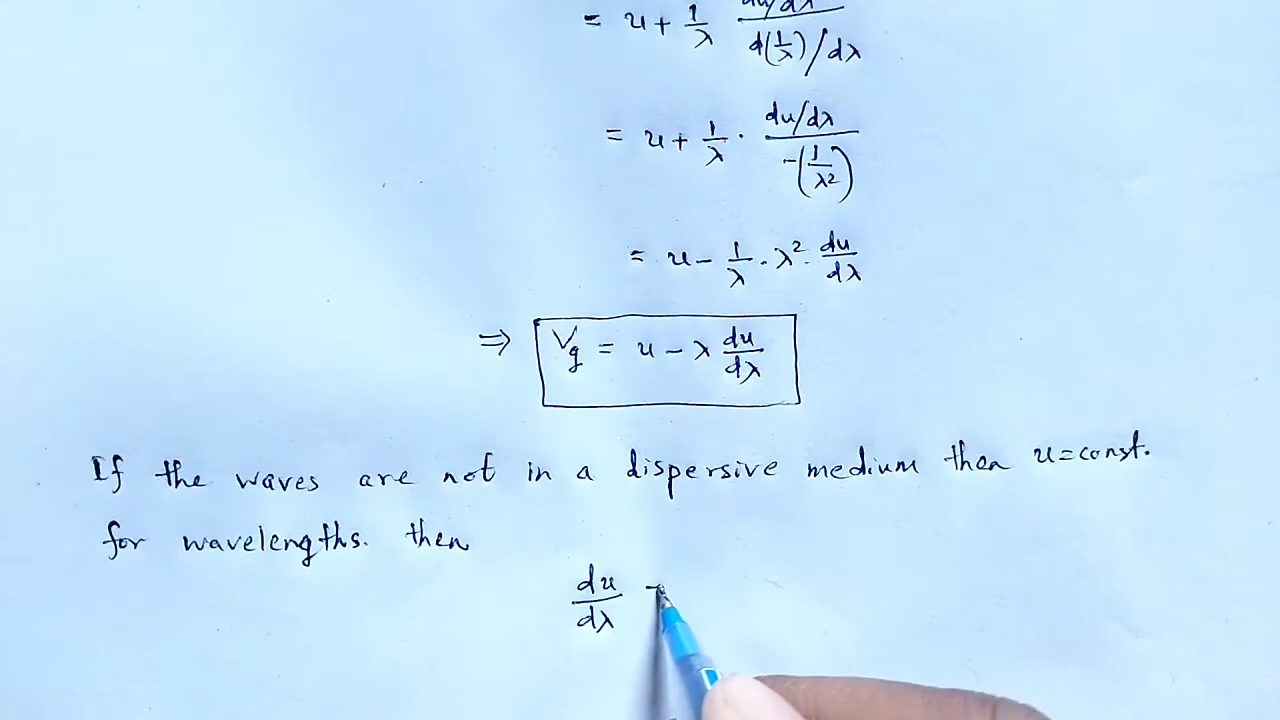 = u + 1/λ du/dλ / d(1/λ)/dλ
= u + 1/λ · du/dλ / -(1/λ²)
= u - 1/λ · λ² · du/dλ
⇒ Vg = u - λ du/dλ
If the waves are not in a dispersive medium then u=const.
for wavelengths. then
du/dλ